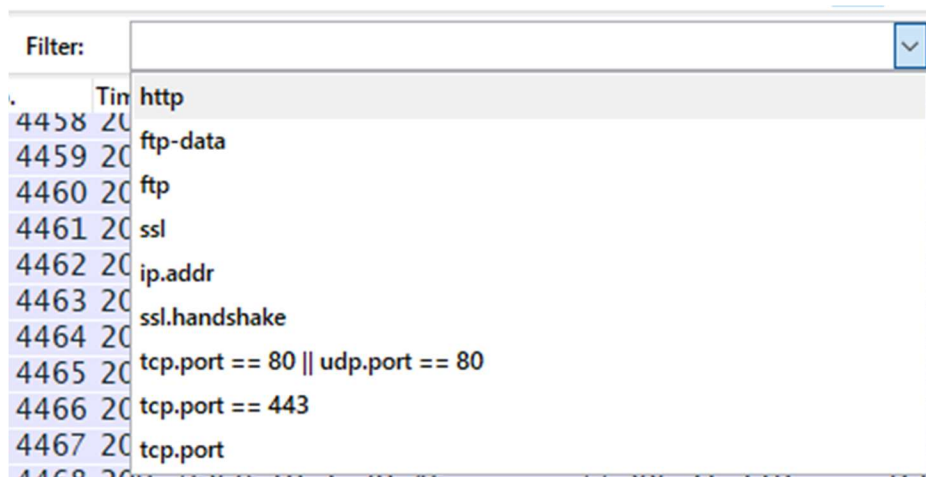 Filter:
. Tim http
4458 20
ftp-data
4459 20
4460 20 ftp
4461 20 ssl
4462 20 ip.addr
4463 20
ssl.handshake
4464 20
4465 20 tcp.port == 80 || udp.port == 80
4466 20 tcp.port == 443
4467 20 tcp.port